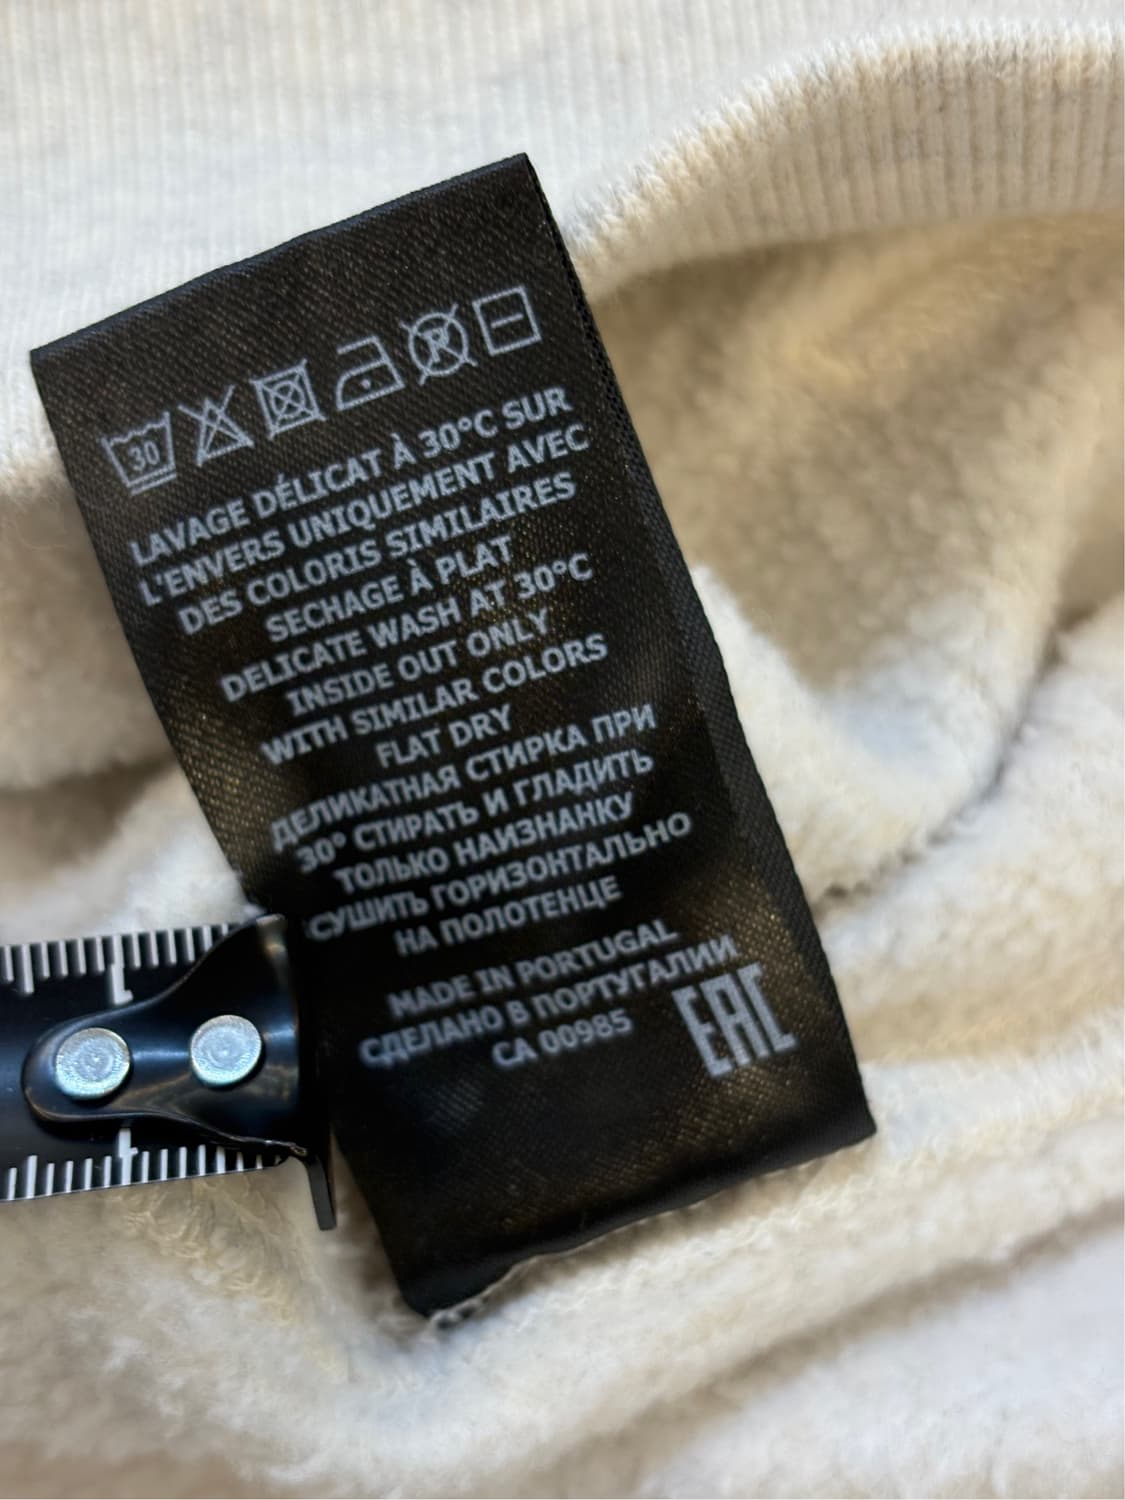 30
LAVAGE DÉLICAT À 30°C SUR
L'ENVERS UNIQUEMENT AVEC
DES COLORIS SIMILAIRES
SECHAGE À PLAT
DELICATE WASH AT 30°C
INSIDE OUT ONLY
WITH SIMILAR COLORS
FLAT DRY
ДЕЛИКАТНАЯ СТИРКА ПРИ
30° СТИРАТЬ И ГЛАДИТЬ
ТОЛЬКО НАИЗНАНКУ
СУШИТЬ ГОРИЗОНТАЛЬНО
НА ПОЛОТЕНЦЕ
MADE IN PORTUGAL
СДЕЛАНО В ПОРТУГАЛИИ
CA 00985
EAC
1
1